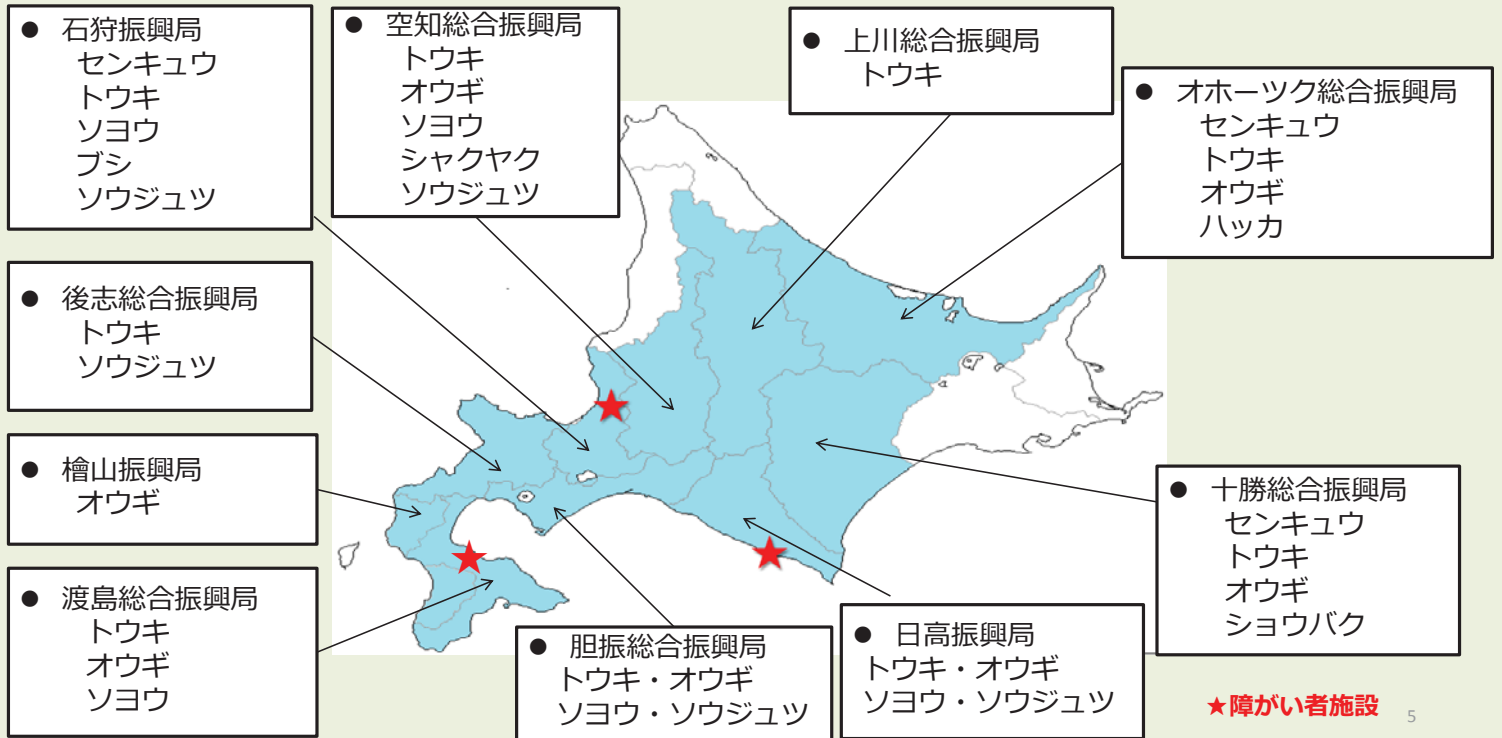 ● 石狩振興局
センキュウ
トウキ
ソヨウ
ブシ
ソウジュツ
● 空知総合振興局
トウキ
オウギ
ソヨウ
シャクヤク
ソウジュツ
● 上川総合振興局
トウキ
● オホーツク総合振興局
センキュウ
トウキ
オウギ
ハッカ
● 後志総合振興局
トウキ
ソウジュツ
● 檜山振興局
オウギ
● 渡島総合振興局
トウキ
オウギ
ソヨウ
● 胆振総合振興局
トウキ・オウギ
ソヨウ・ソウジュツ
● 日高振興局
トウキ・オウギ
ソヨウ・ソウジュツ
● 十勝総合振興局
センキュウ
トウキ
オウギ
ショウバク
★障がい者施設
5